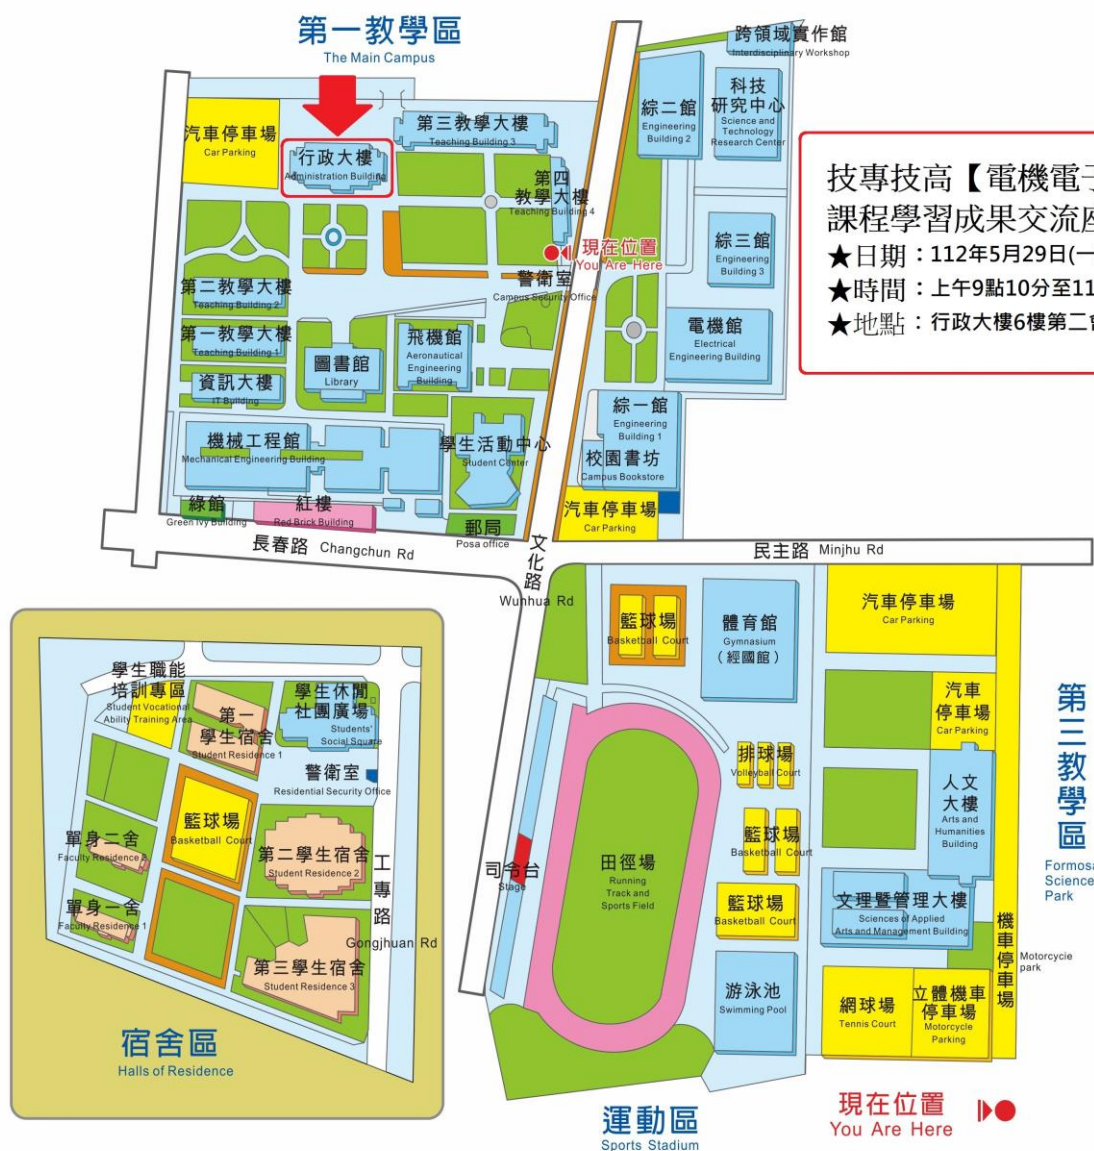 第一教學區
The Main Campus
跨領域實作館
Interdisciplinary Workshop
汽車停車場
Car Parking
行政大樓
Administration Building
第三教學大樓
Teaching Building 3
第四
教學大樓
Teaching Building 4
綜二館
Engineering
Building 2
科技
研究中心
Science and
Technology
Research Center
技專技高【電機電子
課程學習成果交流座
★日期：112年5月29日(一
★時間：上午9點10分至11
★地點：行政大樓6樓第二會
現在位置
You Are Here
警衛室
Campus Security Office
綜三館
Engineering
Building 3
第二教學大樓
Teaching Building 2
第一教學大樓
Teaching Building 1
資訊大樓
IT Building
圖書館
Library
飛機館
Aeronautical
Engineering
Building
電機館
Electrical
Engineering Building
機械工程館
Mechanical Engineering Building
學生活動中心
Student Center
綜一館
Engineering
Building 1
校園書坊
Campus Bookstore
汽車停車場
Car Parking
綠館
Green Ivy Building
紅樓
Red Brick Building
郵局
Posa office
長春路 Changchun Rd
文化路
Wunhua Rd
民主路 Minjhu Rd
學生職能
培訓專區
Student Vocational
Ability Training Area
第一
學生宿舍
Student Residence 1
學生休閒
社團廣場
Students'
Social Square
警衛室
Residential Security Office
籃球場
Basketball Court
單身二舍
Faculty Residence 2
第二學生宿舍
Student Residence 2
單身一舍
Faculty Residence 1
第三學生宿舍
Student Residence 3
工專路
Gongjhuan Rd
宿舍區
Halls of Residence
籃球場
Basketball Court
體育館
Gymnasium
（經國館）
汽車停車場
Car Parking
汽車
停車場
Car Parking
排球場
Volleyball Court
籃球場
Basketball Court
籃球場
Basketball Court
司令台
Stage
田徑場
Running
Track and
Sports Field
游泳池
Swimming Pool
人文
大樓
Arts and
Humanities
Building
文理暨管理大樓
Sciences of Applied
Arts and Management Building
網球場
Tennis Court
立體機車
停車場
Motorcycle
Parking
機車停車場
Motorcycie
park
第三教學區
Formosa
Science
Park
運動區
Sports Stadium
現在位置
You Are Here